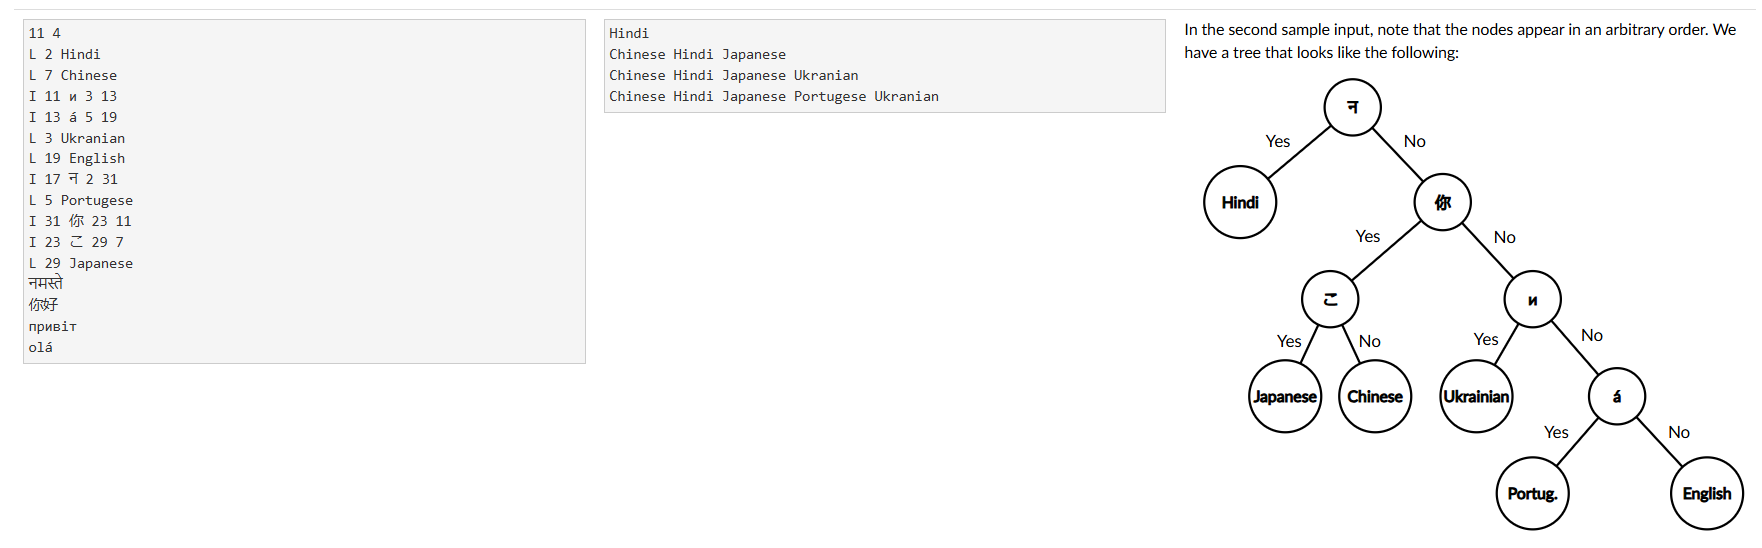 11 4
L 2 Hindi
L 7 Chinese
I 11 и 3 13
I 13 á 5 19
L 3 Ukranian
L 19 English
I 17 न 2 31
L 5 Portugese
I 31 你 23 11
I 23 こ 29 7
L 29 Japanese
नमस्ते
你好
привіт
olá
Hindi
Chinese Hindi Japanese
Chinese Hindi Japanese Ukranian
Chinese Hindi Japanese Portugese Ukranian
In the second sample input, note that the nodes appear in an arbitrary order. We
have a tree that looks like the following:
न
Yes No
Hindi 你
Yes No
こ и
Yes No Yes No
Japanese Chinese Ukrainian á
Yes No
Portug. English